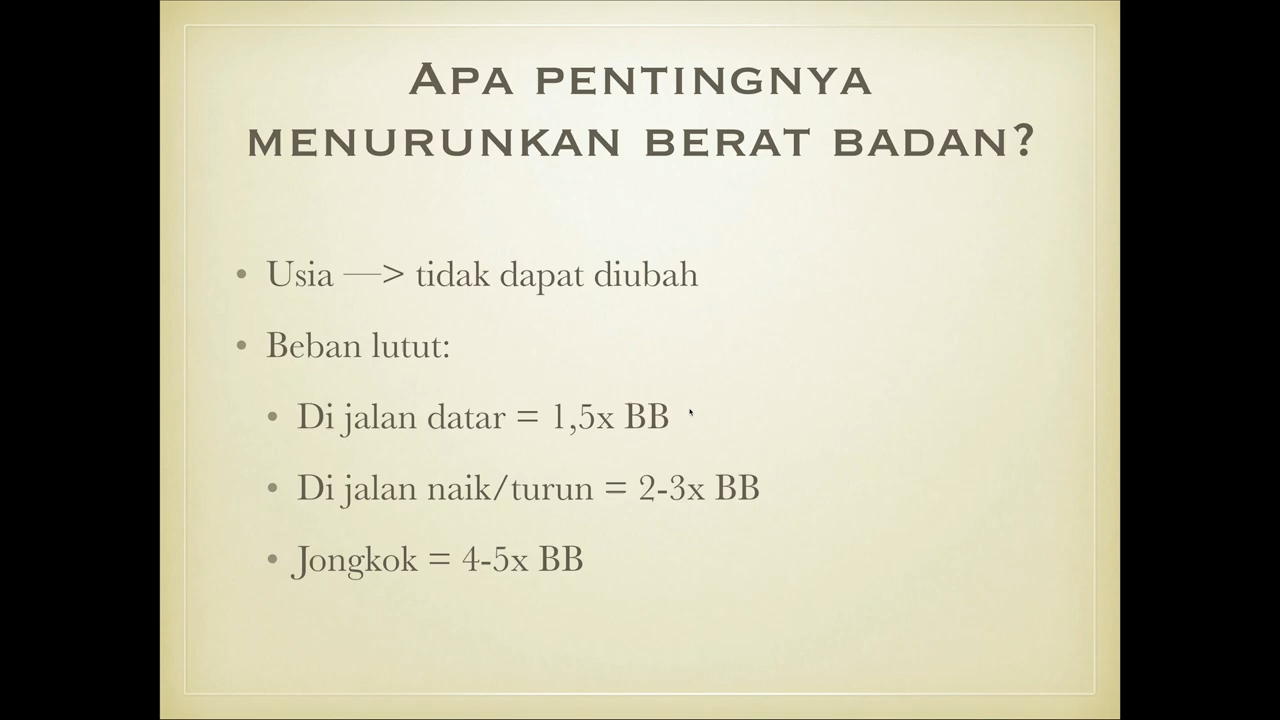 Apa pentingnya
menurunkan berat badan?
• Usia —> tidak dapat diubah
• Beban lutut:
• Di jalan datar = 1,5x BB
• Di jalan naik/turun = 2-3x BB
• Jongkok = 4-5x BB